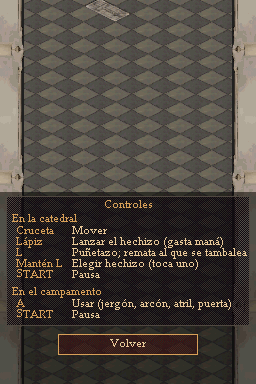 Controles
En la catedral
Cruceta Mover
Lápiz Lanzar el hechizo (gasta maná)
L Puñetazo; remata al que se tambalea
Mantén L Elegir hechizo (toca uno)
START Pausa
En el campamento
A Usar (jergón, arcón, atril, puerta)
START Pausa
Volver